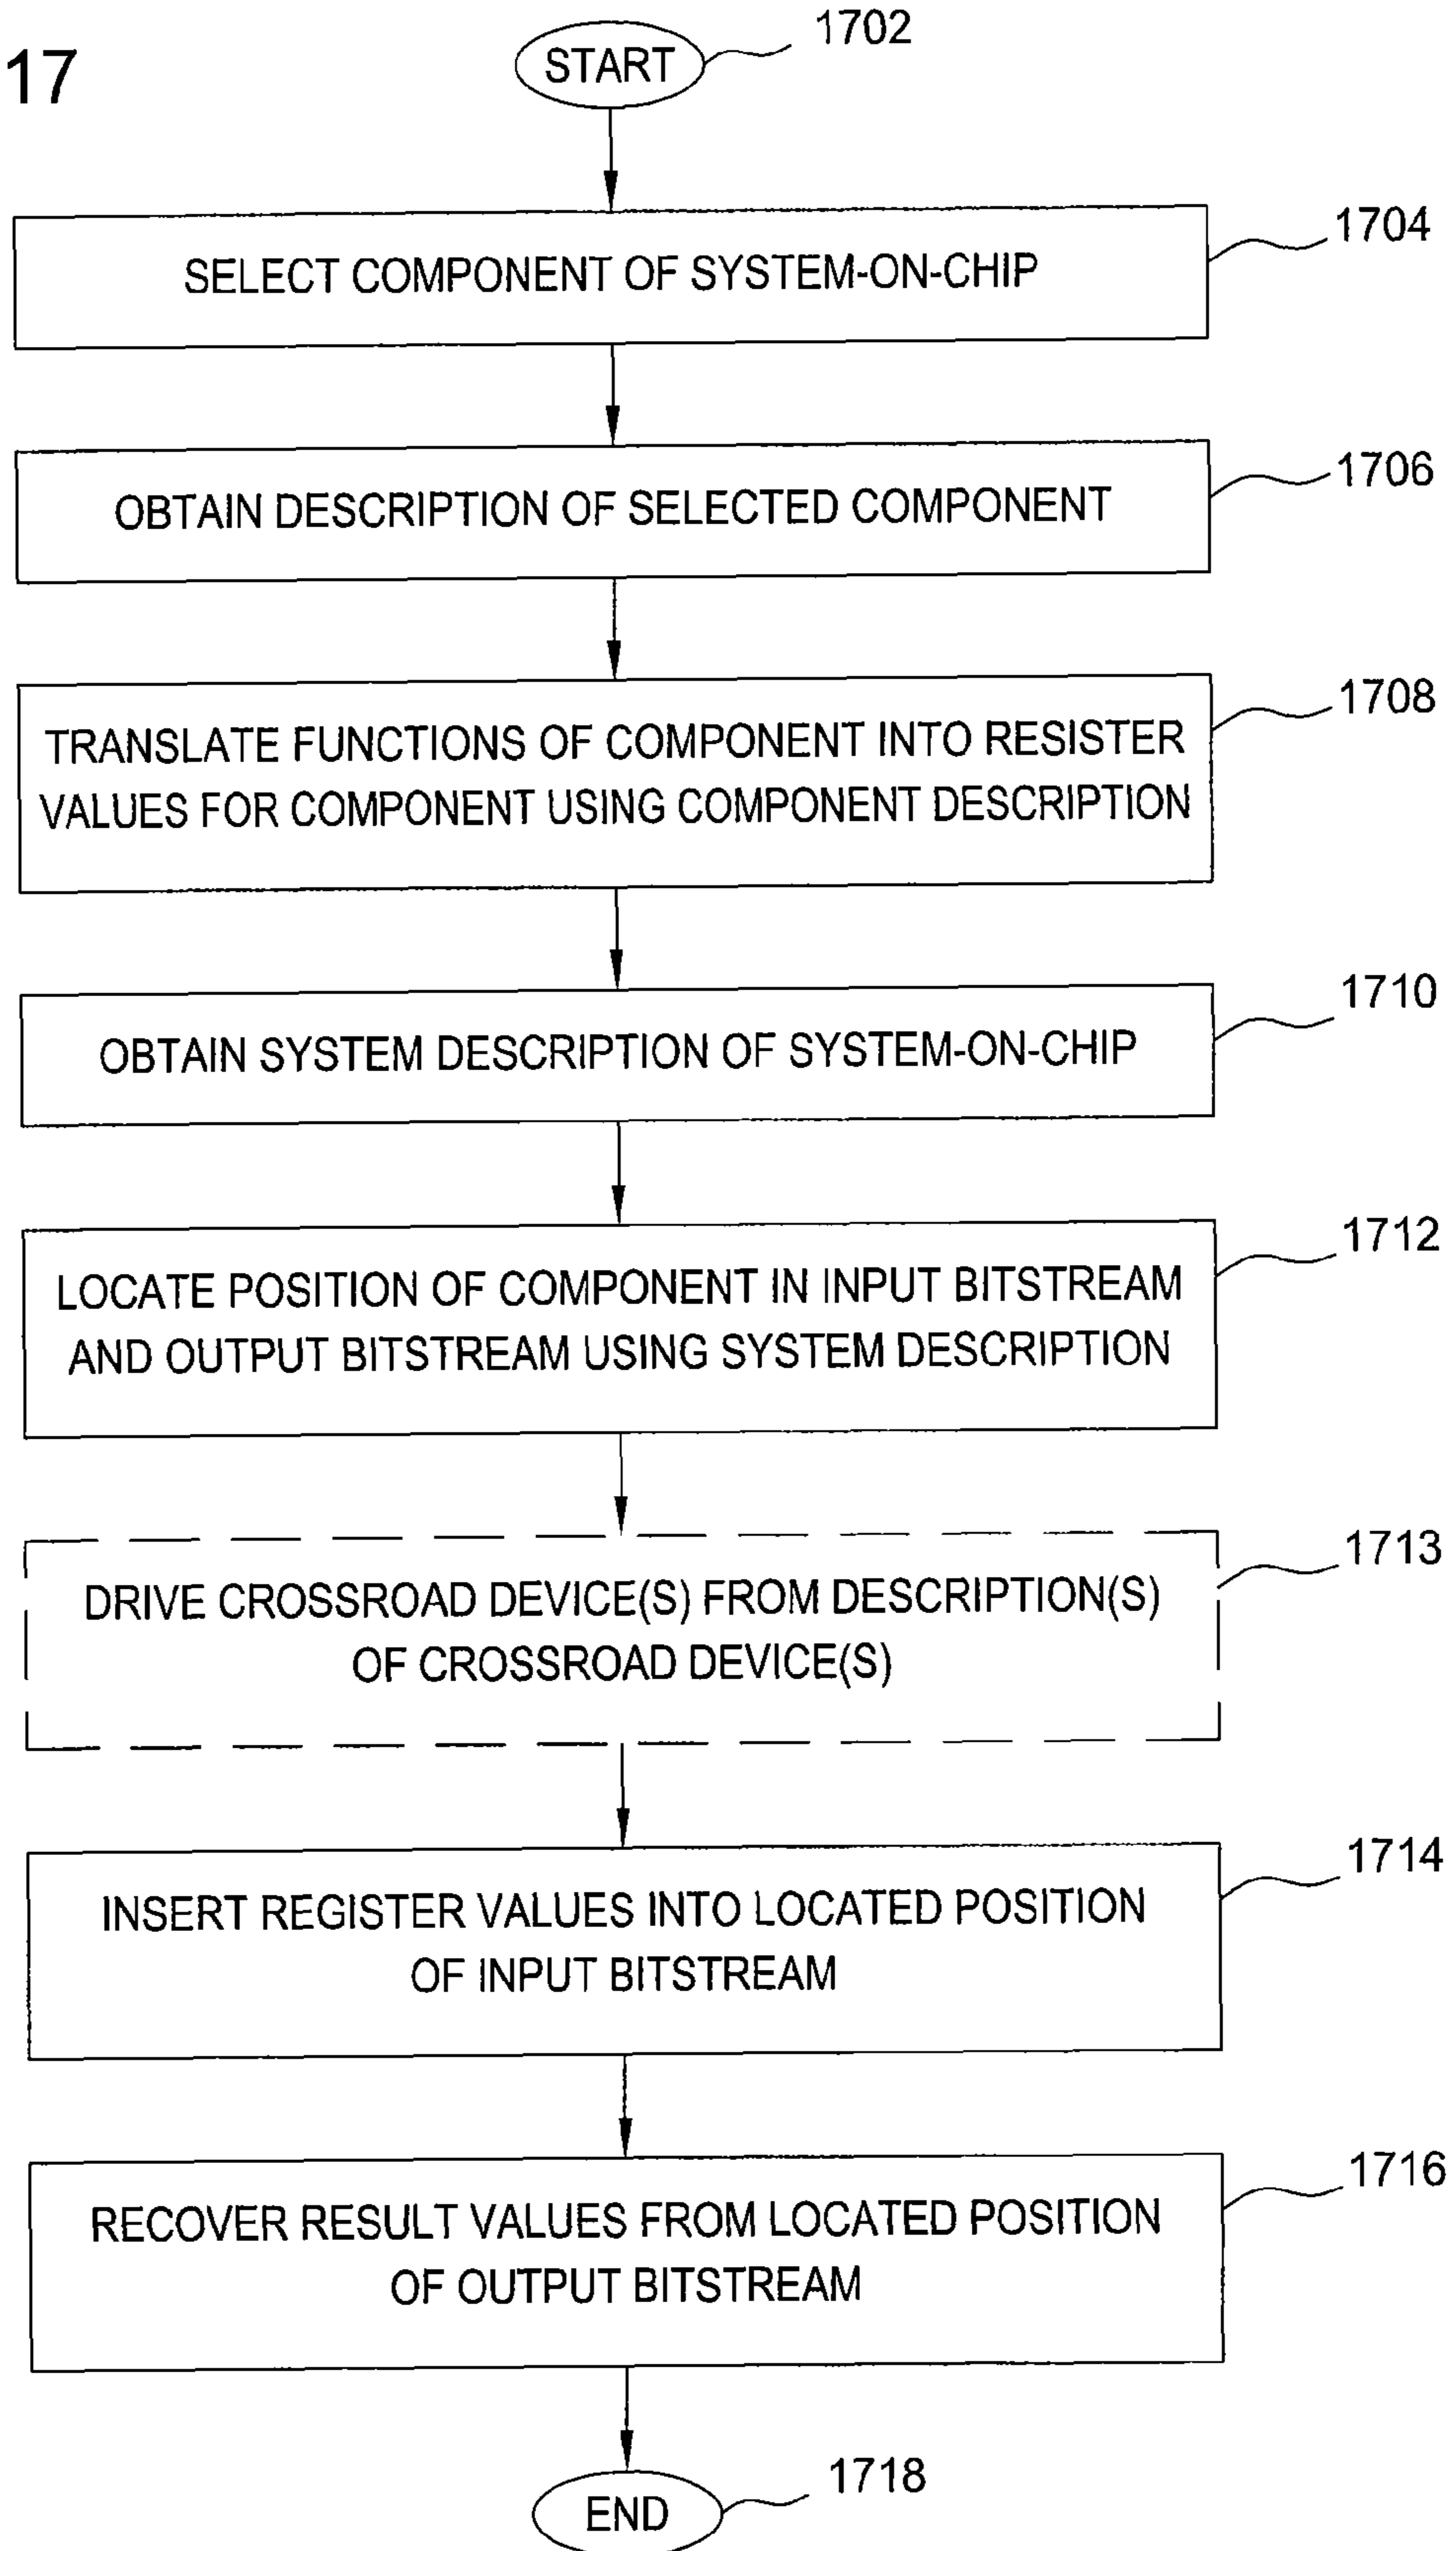 17
START
1702
SELECT COMPONENT OF SYSTEM-ON-CHIP
1704
OBTAIN DESCRIPTION OF SELECTED COMPONENT
1706
TRANSLATE FUNCTIONS OF COMPONENT INTO RESISTER
VALUES FOR COMPONENT USING COMPONENT DESCRIPTION
1708
OBTAIN SYSTEM DESCRIPTION OF SYSTEM-ON-CHIP
1710
LOCATE POSITION OF COMPONENT IN INPUT BITSTREAM
AND OUTPUT BITSTREAM USING SYSTEM DESCRIPTION
1712
DRIVE CROSSROAD DEVICE(S) FROM DESCRIPTION(S)
OF CROSSROAD DEVICE(S)
1713
INSERT REGISTER VALUES INTO LOCATED POSITION
OF INPUT BITSTREAM
1714
RECOVER RESULT VALUES FROM LOCATED POSITION
OF OUTPUT BITSTREAM
1716
END
1718